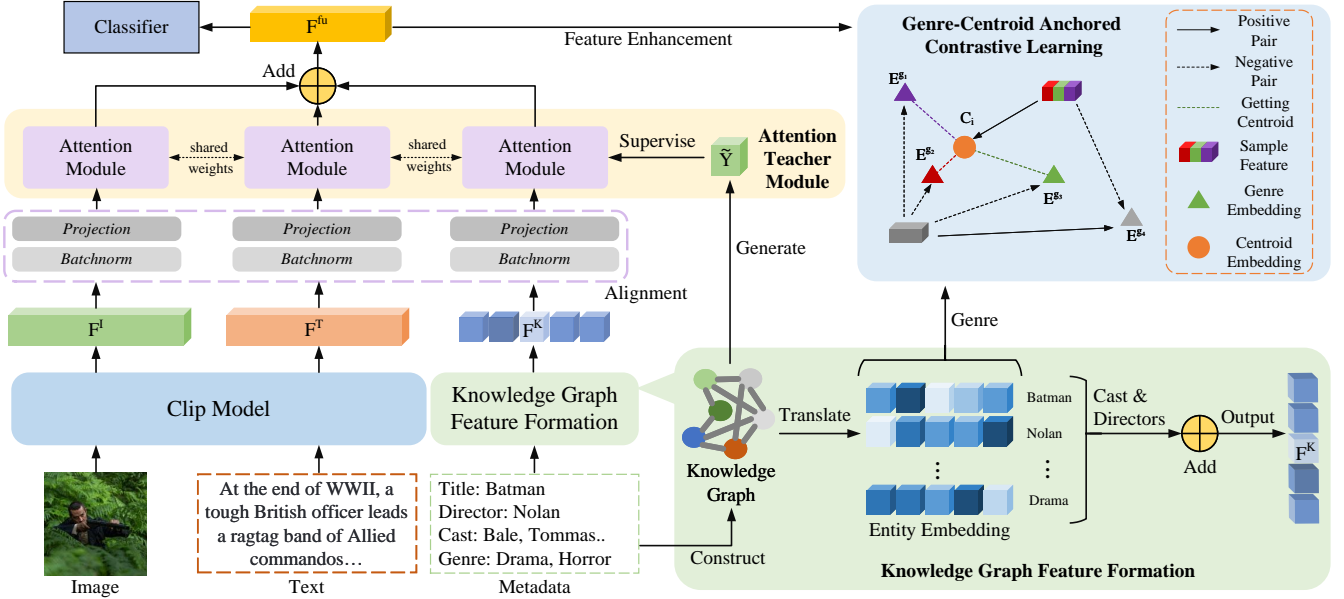 Classifier
F^fu
Feature Enhancement
Add
Genre-Centroid Anchored
Contrastive Learning
E^g₁
C_i
E^g₂
E^g₃
E^g₄
Positive
Pair
Negative
Pair
Getting
Centroid
Sample
Feature
Genre
Embedding
Centroid
Embedding
Attention
Module
shared
weights
Attention
Module
shared
weights
Attention
Module
Supervise
Ỹ
Attention
Teacher
Module
Projection
Batchnorm
Projection
Batchnorm
Projection
Batchnorm
Alignment
Generate
Genre
F^I
F^T
F^K
Clip Model
Knowledge Graph
Feature Formation
Knowledge
Graph
Translate
Batman
Nolan
Drama
Entity Embedding
Cast &
Directors
Add
Output
F^K
Construct
Knowledge Graph Feature Formation
At the end of WWII, a
tough British officer leads
a ragtag band of Allied
commandos…
Title: Batman
Director: Nolan
Cast: Bale, Tommas..
Genre: Drama, Horror
Image
Text
Metadata